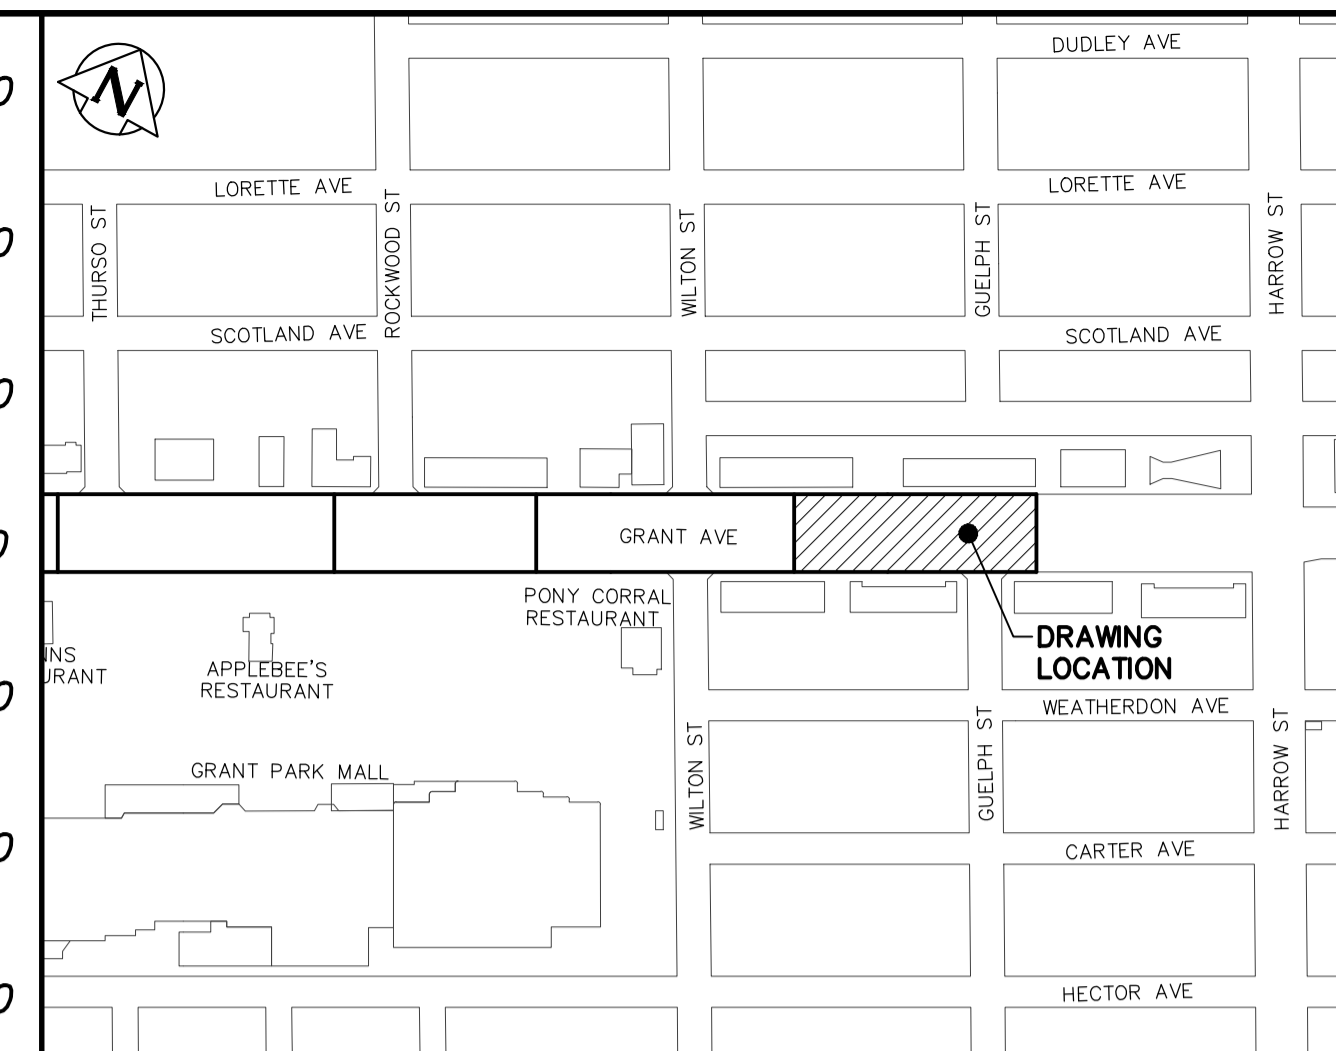 DUDLEY AVE
N
LORETTE AVE
LORETTE AVE
THURSO ST
ROCKWOOD ST
WILTON ST
GUELPH ST
HARROW ST
SCOTLAND AVE
SCOTLAND AVE
GRANT AVE
PONY CORRAL
RESTAURANT
DRAWING
LOCATION
APPLEBEE'S
RESTAURANT
WEATHERDON AVE
GRANT PARK MALL
WILTON ST
GUELPH ST
HARROW ST
CARTER AVE
HECTOR AVE